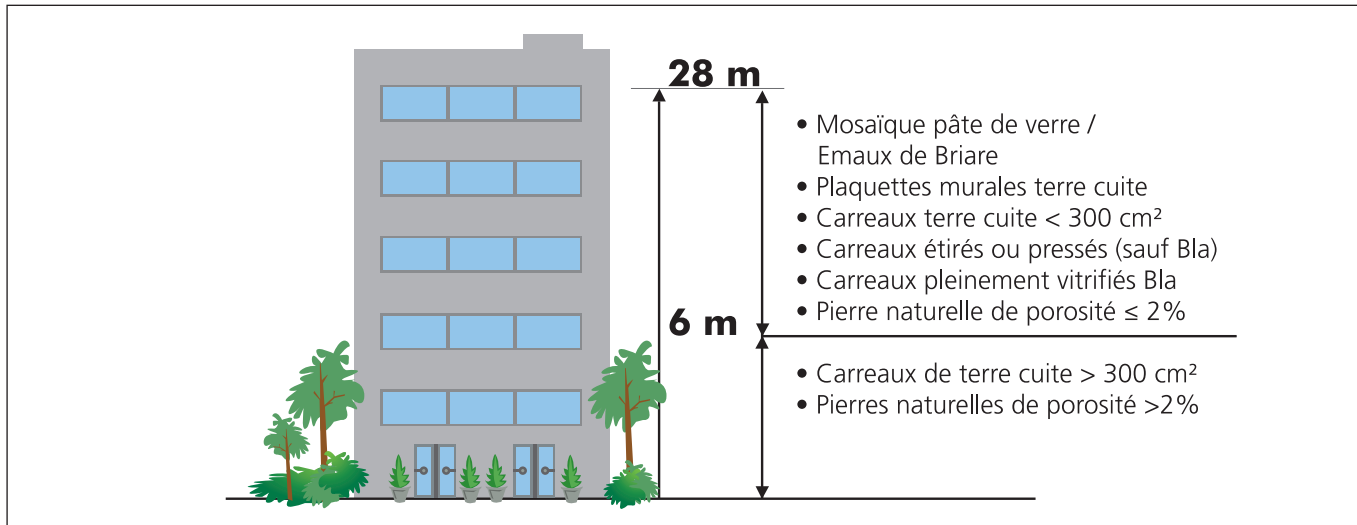 28 m
• Mosaïque pâte de verre /
Emaux de Briare
• Plaquettes murales terre cuite
• Carreaux terre cuite < 300 cm²
• Carreaux étirés ou pressés (sauf Bla)
• Carreaux pleinement vitrifiés Bla
• Pierre naturelle de porosité ≤ 2%
6 m
• Carreaux de terre cuite > 300 cm²
• Pierres naturelles de porosité >2%